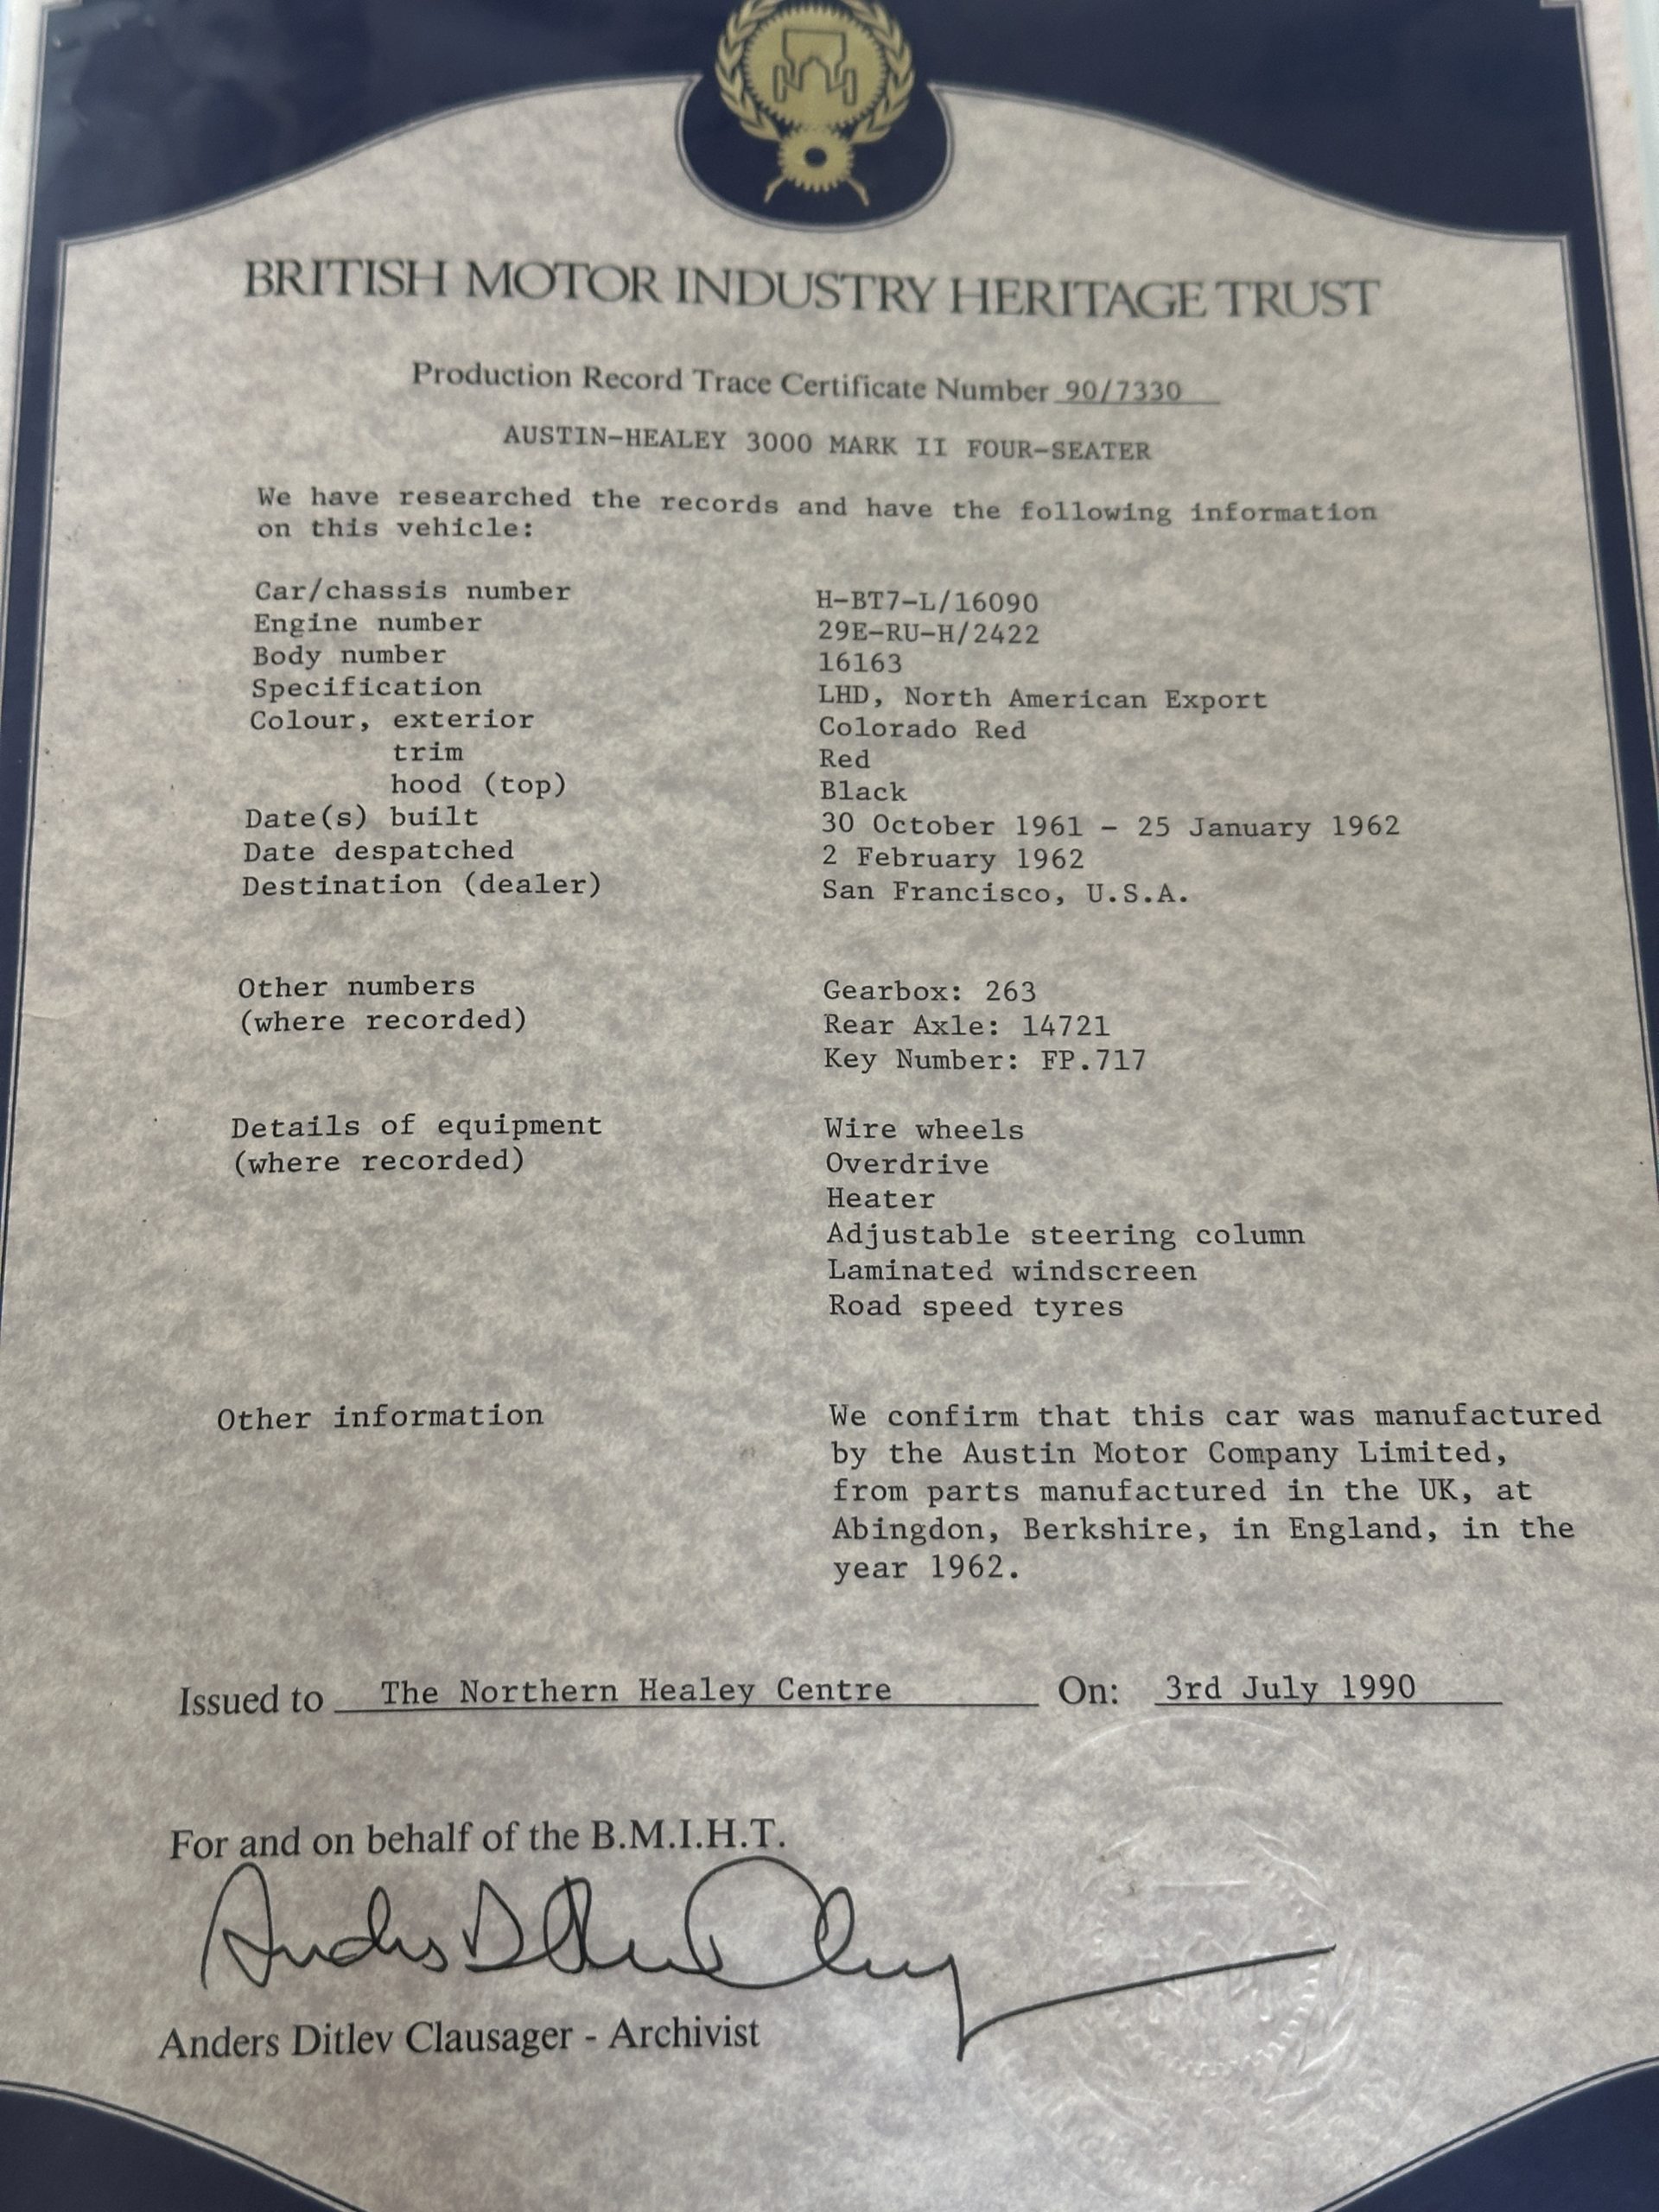 BRITISH MOTOR INDUSTRY HERITAGE TRUST
Production Record Trace Certificate Number 90/7330
AUSTIN-HEALEY 3000 MARK II FOUR-SEATER
We have researched the records and have the following information
on this vehicle:
Car/chassis number H-BT7-L/16090
Engine number 29E-RU-H/2422
Body number 16163
Specification LHD, North American Export
Colour, exterior Colorado Red
trim Red
hood (top) Black
Date(s) built 30 October 1961 - 25 January 1962
Date despatched 2 February 1962
Destination (dealer) San Francisco, U.S.A.
Other numbers Gearbox: 263
(where recorded) Rear Axle: 14721
Key Number: FP.717
Details of equipment Wire wheels
(where recorded) Overdrive
Heater
Adjustable steering column
Laminated windscreen
Road speed tyres
Other information We confirm that this car was manufactured
by the Austin Motor Company Limited,
from parts manufactured in the UK, at
Abingdon, Berkshire, in England, in the
year 1962.
Issued to The Northern Healey Centre On: 3rd July 1990
For and on behalf of the B.M.I.H.T.
Anders Ditlev Clausager - Archivist